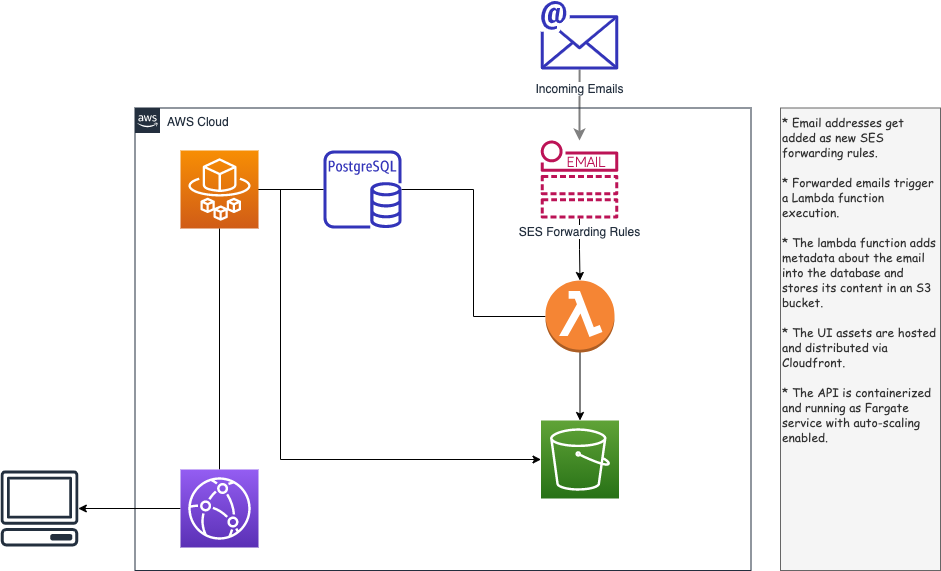 @
Incoming Emails
aws
AWS Cloud
PostgreSQL
EMAIL
SES Forwarding Rules
λ
* Email addresses get
added as new SES
forwarding rules.
* Forwarded emails trigger
a Lambda function
execution.
* The lambda function adds
metadata about the email
into the database and
stores its content in an S3
bucket.
* The UI assets are hosted
and distributed via
Cloudfront.
* The API is containerized
and running as Fargate
service with auto-scaling
enabled.